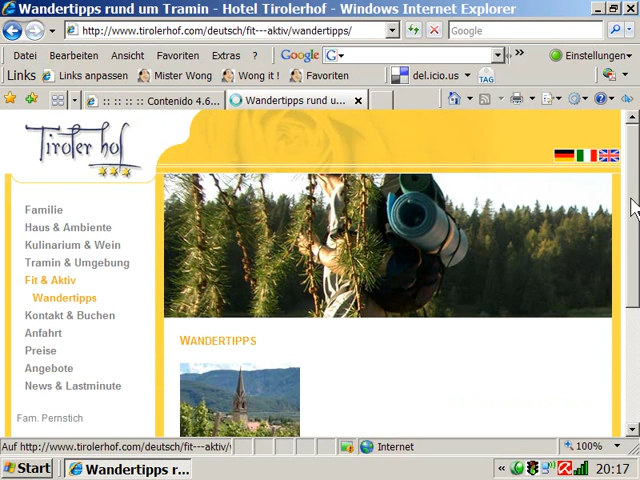 Wandertipps rund um Tramin - Hotel Tirolerhof - Windows Internet Explorer
http://www.tirolerhof.com/deutsch/fit---aktiv/wandertipps/
Google
Datei Bearbeiten Ansicht Favoriten Extras Google G Einstellungen
Links Links anpassen Mister Wong Wong it ! Favoriten del.icio.us TAG
:: :: :: :: Contenido 4.6... Wandertipps rund u...
Tiroler hof
Familie
Haus & Ambiente
Kulinarium & Wein
Tramin & Umgebung
Fit & Aktiv
Wandertipps
Kontakt & Buchen
Anfahrt
Preise
Angebote
News & Lastminute
Fam. Pernstich
WANDERTIPPS
Auf http://www.tirolerhof.com/deutsch/fit---aktiv/ Internet 100%
Start Wandertipps r... 20:17